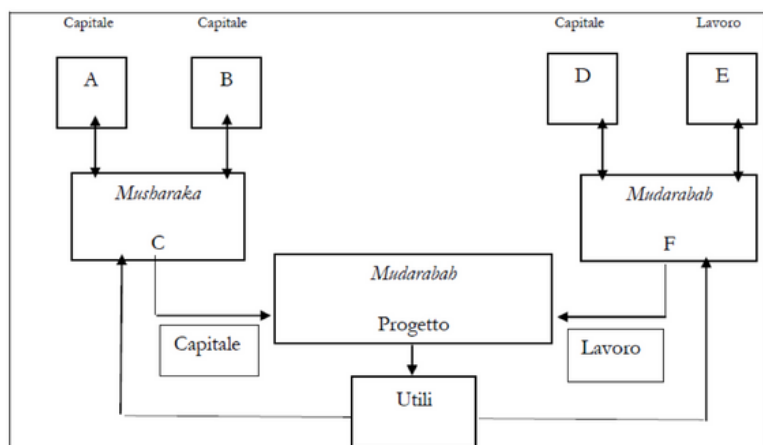 Capitale
Capitale
Capitale
Lavoro
A
B
D
E
Musharaka
C
Mudarabah
F
Mudarabah
Progetto
Capitale
Lavoro
Utili